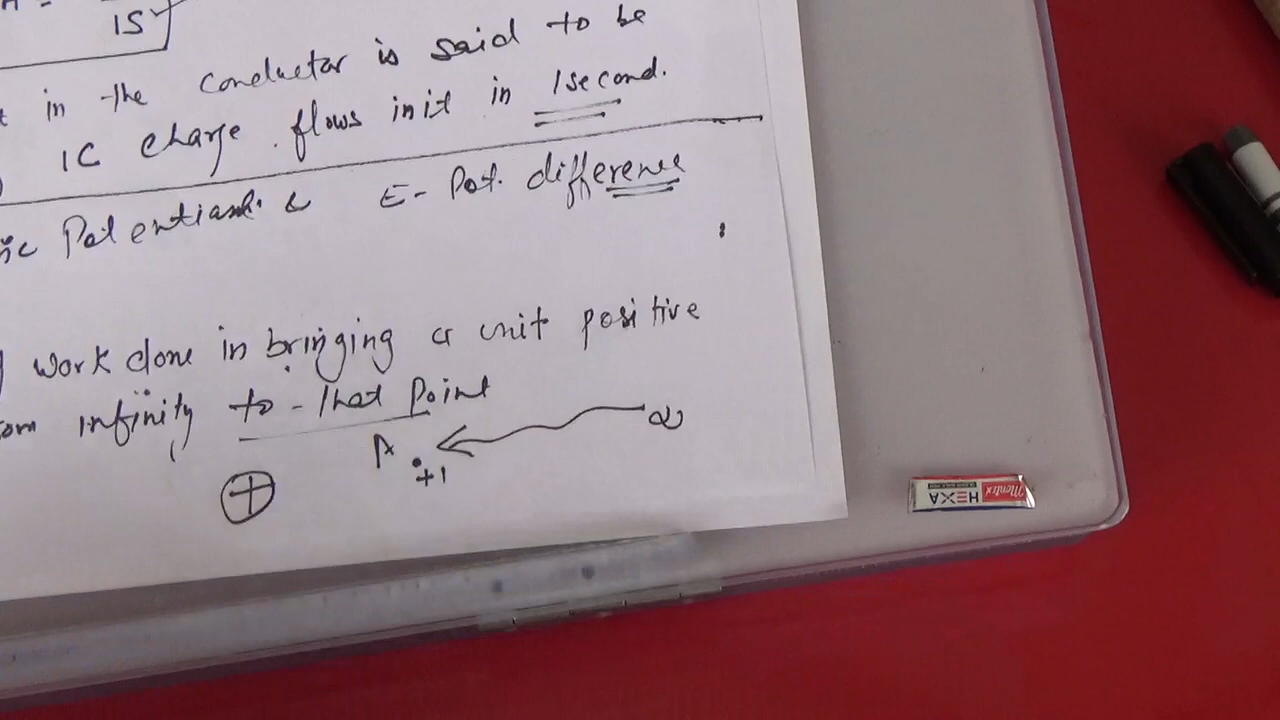 1S
in the conductor is said to be
1C charge flows in it in 1second.
Potential & E- Pot. difference
work done in bringing a unit positive
infinity to that Point
A +1 ∞
+
Mentex
HEXA